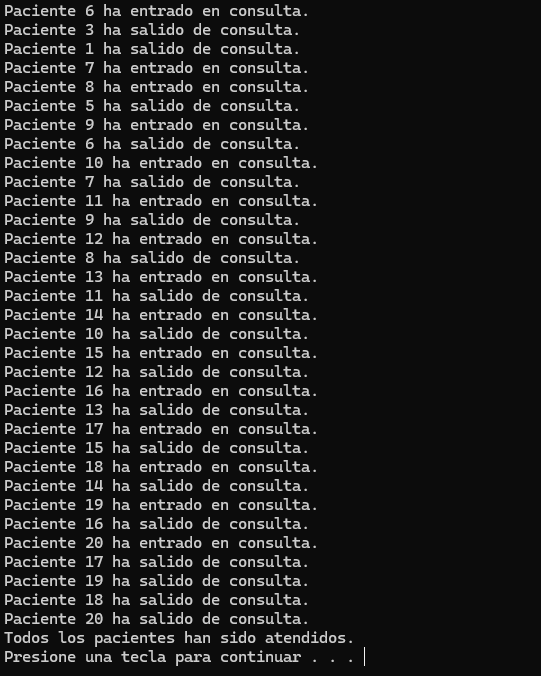 Paciente 6 ha entrado en consulta.
Paciente 3 ha salido de consulta.
Paciente 1 ha salido de consulta.
Paciente 7 ha entrado en consulta.
Paciente 8 ha entrado en consulta.
Paciente 5 ha salido de consulta.
Paciente 9 ha entrado en consulta.
Paciente 6 ha salido de consulta.
Paciente 10 ha entrado en consulta.
Paciente 7 ha salido de consulta.
Paciente 11 ha entrado en consulta.
Paciente 9 ha salido de consulta.
Paciente 12 ha entrado en consulta.
Paciente 8 ha salido de consulta.
Paciente 13 ha entrado en consulta.
Paciente 11 ha salido de consulta.
Paciente 14 ha entrado en consulta.
Paciente 10 ha salido de consulta.
Paciente 15 ha entrado en consulta.
Paciente 12 ha salido de consulta.
Paciente 16 ha entrado en consulta.
Paciente 13 ha salido de consulta.
Paciente 17 ha entrado en consulta.
Paciente 15 ha salido de consulta.
Paciente 18 ha entrado en consulta.
Paciente 14 ha salido de consulta.
Paciente 19 ha entrado en consulta.
Paciente 16 ha salido de consulta.
Paciente 20 ha entrado en consulta.
Paciente 17 ha salido de consulta.
Paciente 19 ha salido de consulta.
Paciente 18 ha salido de consulta.
Paciente 20 ha salido de consulta.
Todos los pacientes han sido atendidos.
Presione una tecla para continuar . . .